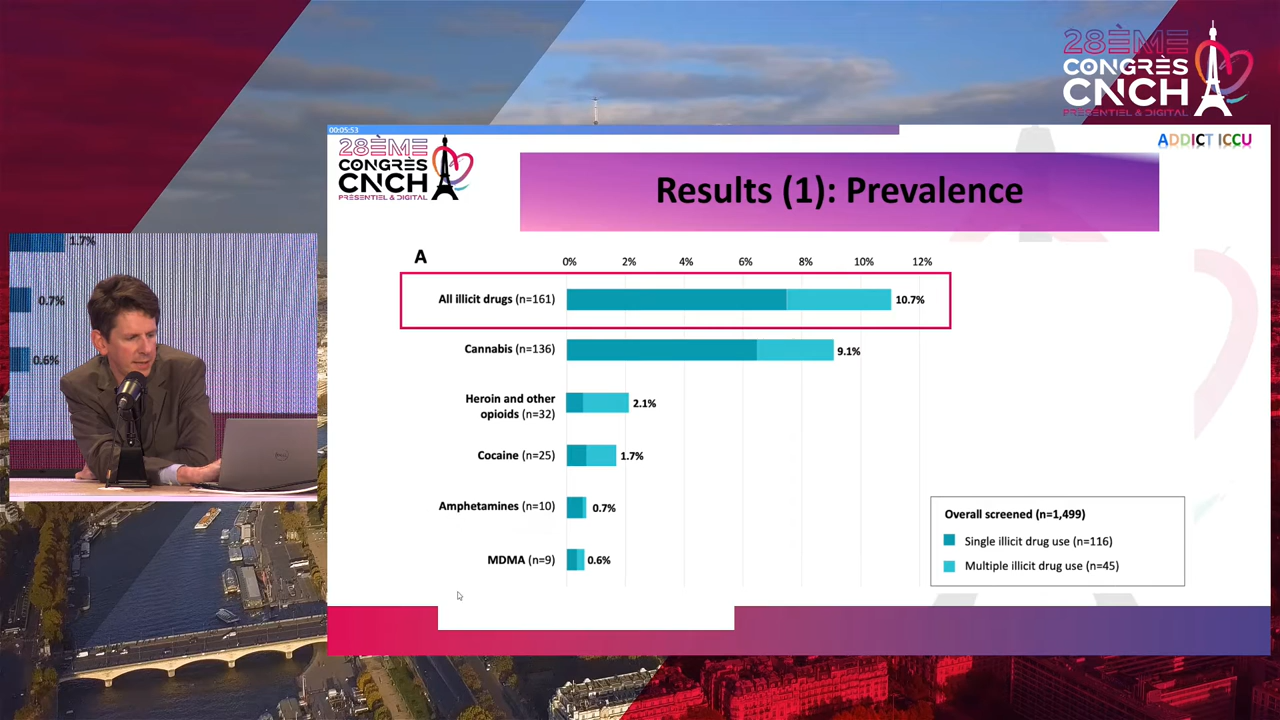 28ÈME
CONGRÈS
CNCH
PRÉSENTIEL & DIGITAL
00:05:53
28ÈME
CONGRÈS
CNCH
PRÉSENTIEL & DIGITAL
ADDICT ICCU
Results (1): Prevalence
A
0% 2% 4% 6% 8% 10% 12%
All illicit drugs (n=161) 10.7%
Cannabis (n=136) 9.1%
Heroin and other
opioids (n=32) 2.1%
Cocaine (n=25) 1.7%
Amphetamines (n=10) 0.7%
MDMA (n=9) 0.6%
Overall screened (n=1,499)
Single illicit drug use (n=116)
Multiple illicit drug use (n=45)
1.7%
0.7%
0.6%
DELL